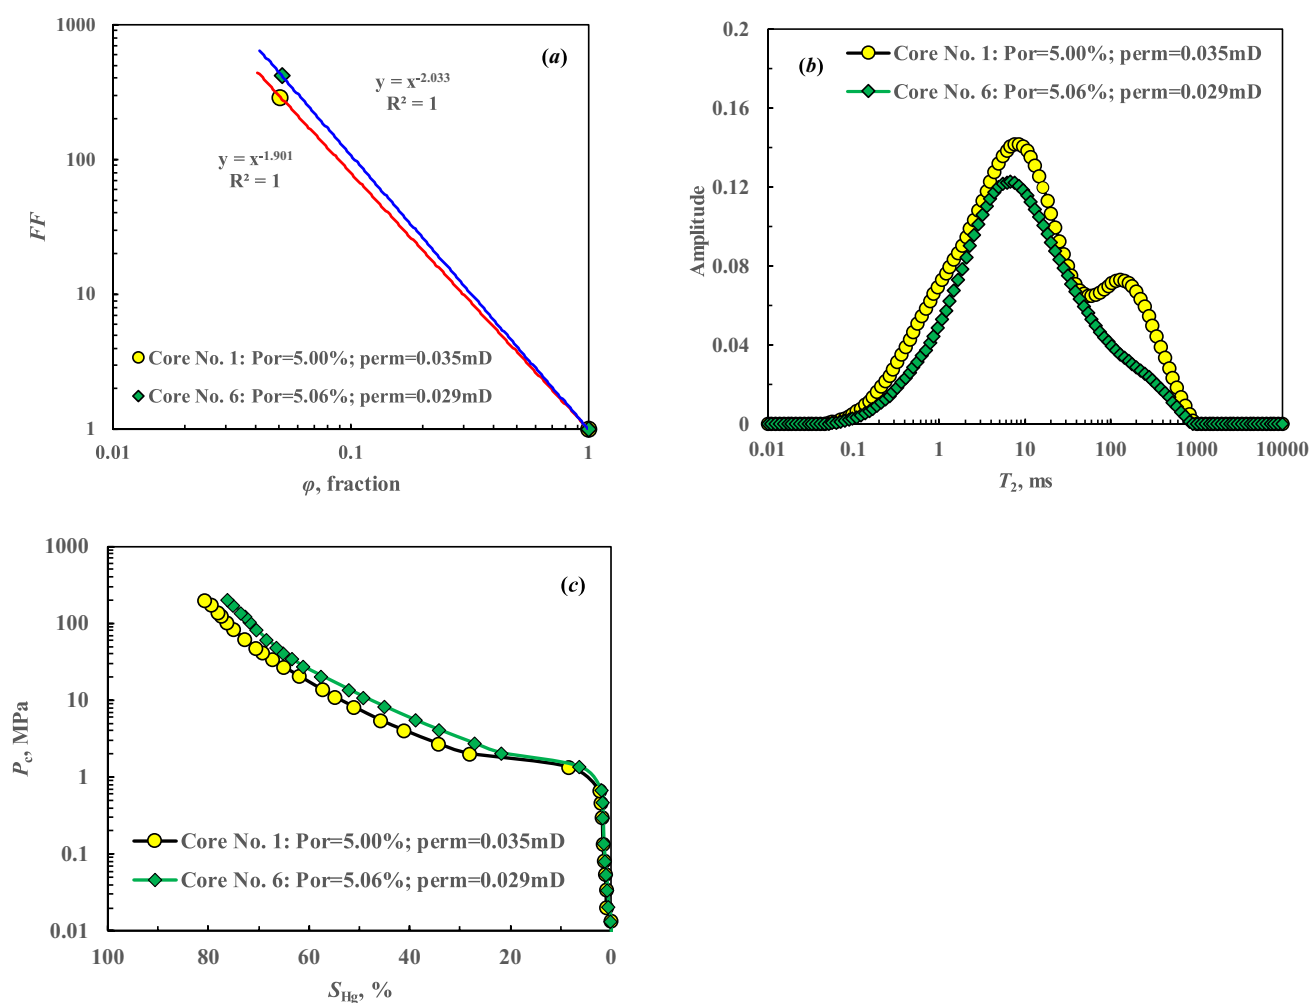 1000
100
10
1
0.01
0.1
1
FF
φ, fraction
(a)
y = x^-2.033
R² = 1
y = x^-1.901
R² = 1
Core No. 1: Por=5.00%; perm=0.035mD
Core No. 6: Por=5.06%; perm=0.029mD
0.2
0.16
0.12
0.08
0.04
0
0.01
0.1
1
10
100
1000
10000
Amplitude
T2, ms
(b)
Core No. 1: Por=5.00%; perm=0.035mD
Core No. 6: Por=5.06%; perm=0.029mD
1000
100
10
1
0.1
0.01
100
80
60
40
20
0
Pc, MPa
SHg, %
(c)
Core No. 1: Por=5.00%; perm=0.035mD
Core No. 6: Por=5.06%; perm=0.029mD